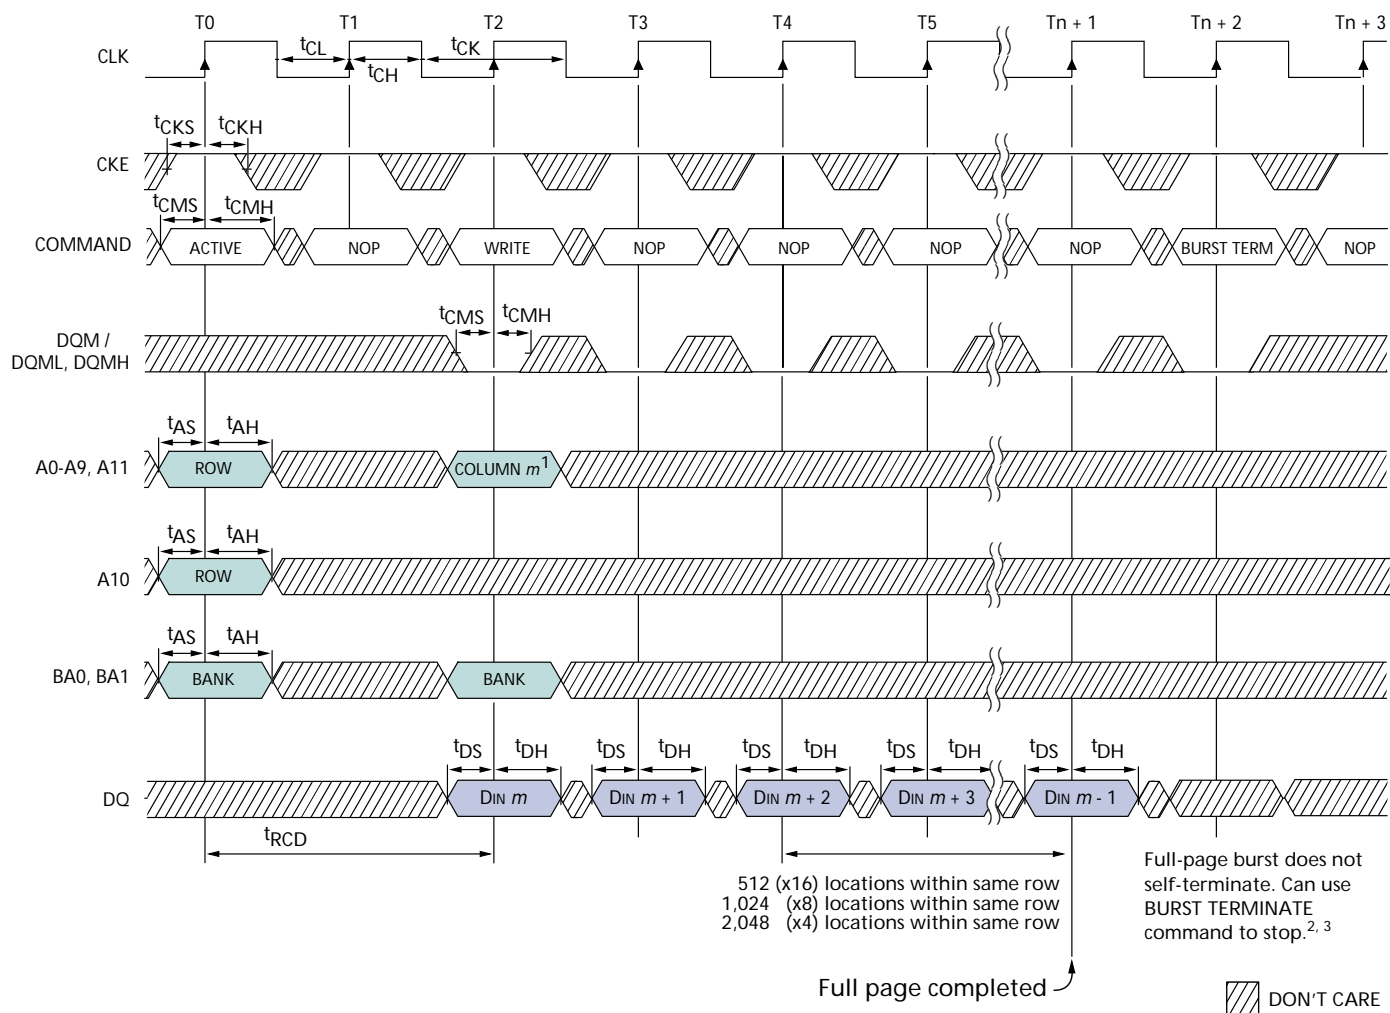 T0 T1 T2 T3 T4 T5 Tn + 1 Tn + 2 Tn + 3
CLK
tCL tCK
tCH
tCKS tCKH
CKE
tCMS tCMH
COMMAND ACTIVE NOP WRITE NOP NOP NOP NOP BURST TERM NOP
tCMS tCMH
DQM /
DQML, DQMH
tAS tAH
A0-A9, A11 ROW COLUMN m1
tAS tAH
A10 ROW
tAS tAH
BA0, BA1 BANK BANK
tDS tDH tDS tDH tDS tDH tDS tDH tDS tDH
DQ DIN m DIN m + 1 DIN m + 2 DIN m + 3 DIN m - 1
tRCD
512 (x16) locations within same row
1,024 (x8) locations within same row
2,048 (x4) locations within same row
Full-page burst does not
self-terminate. Can use
BURST TERMINATE
command to stop.2, 3
Full page completed
DON'T CARE